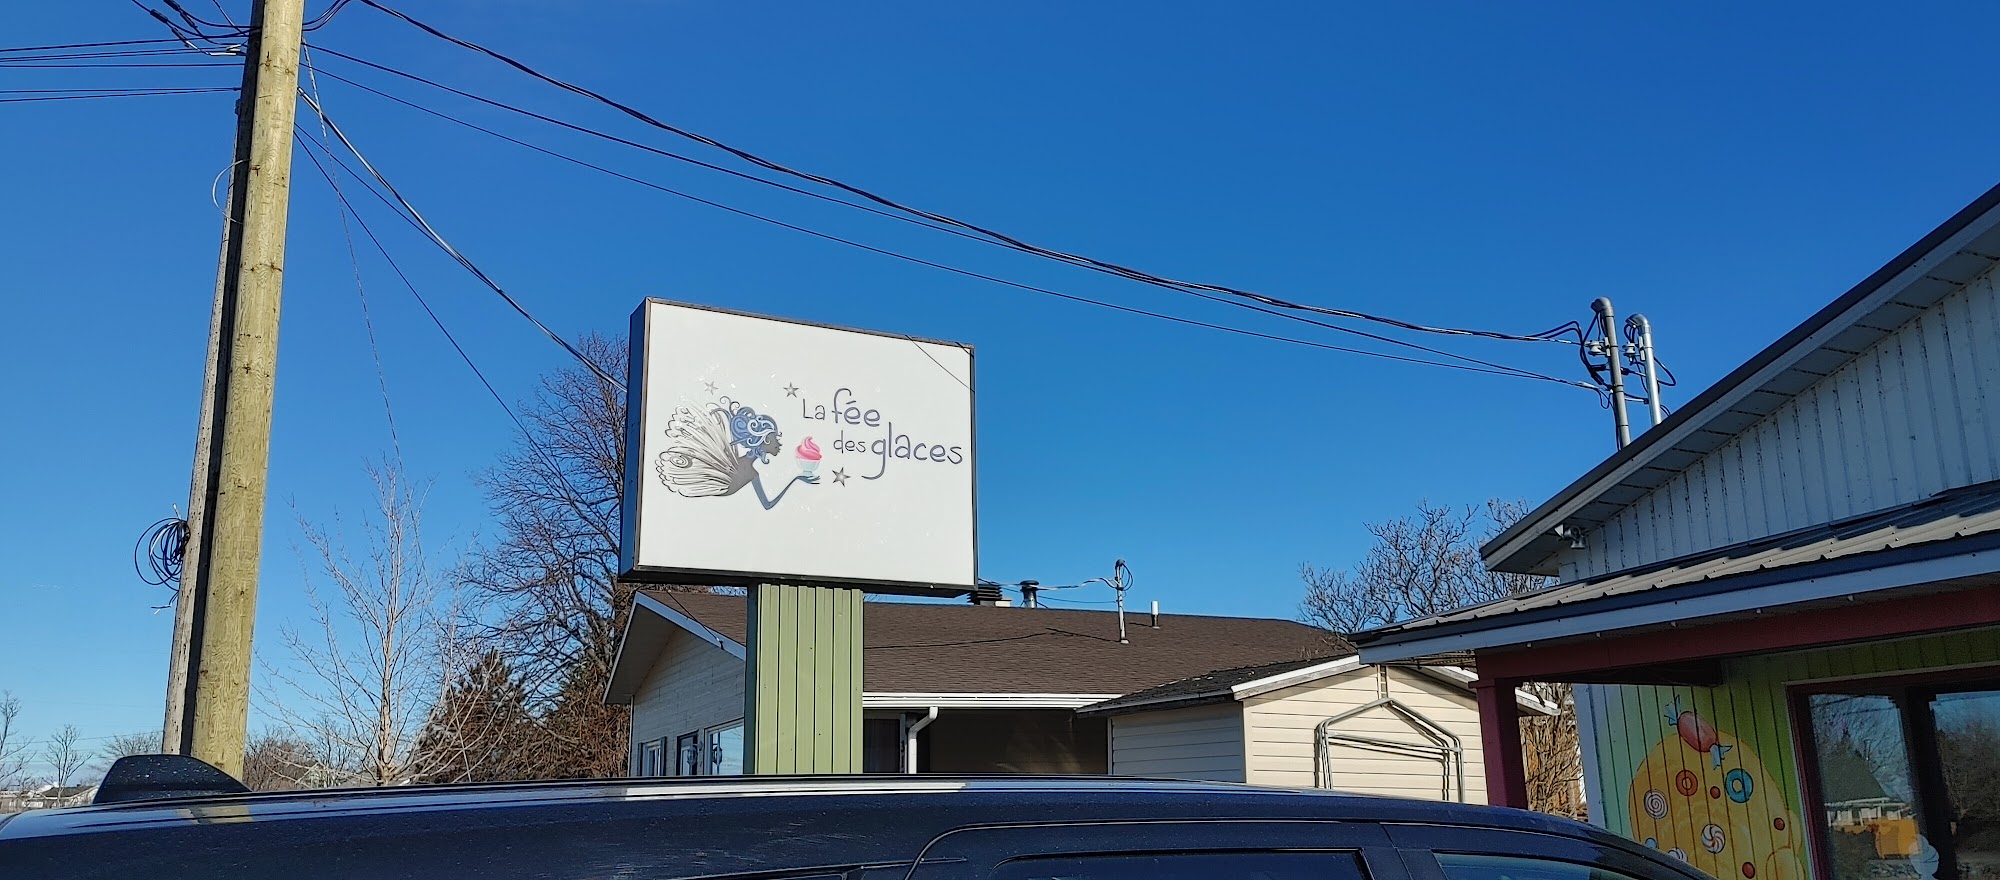 La fée
des glaces